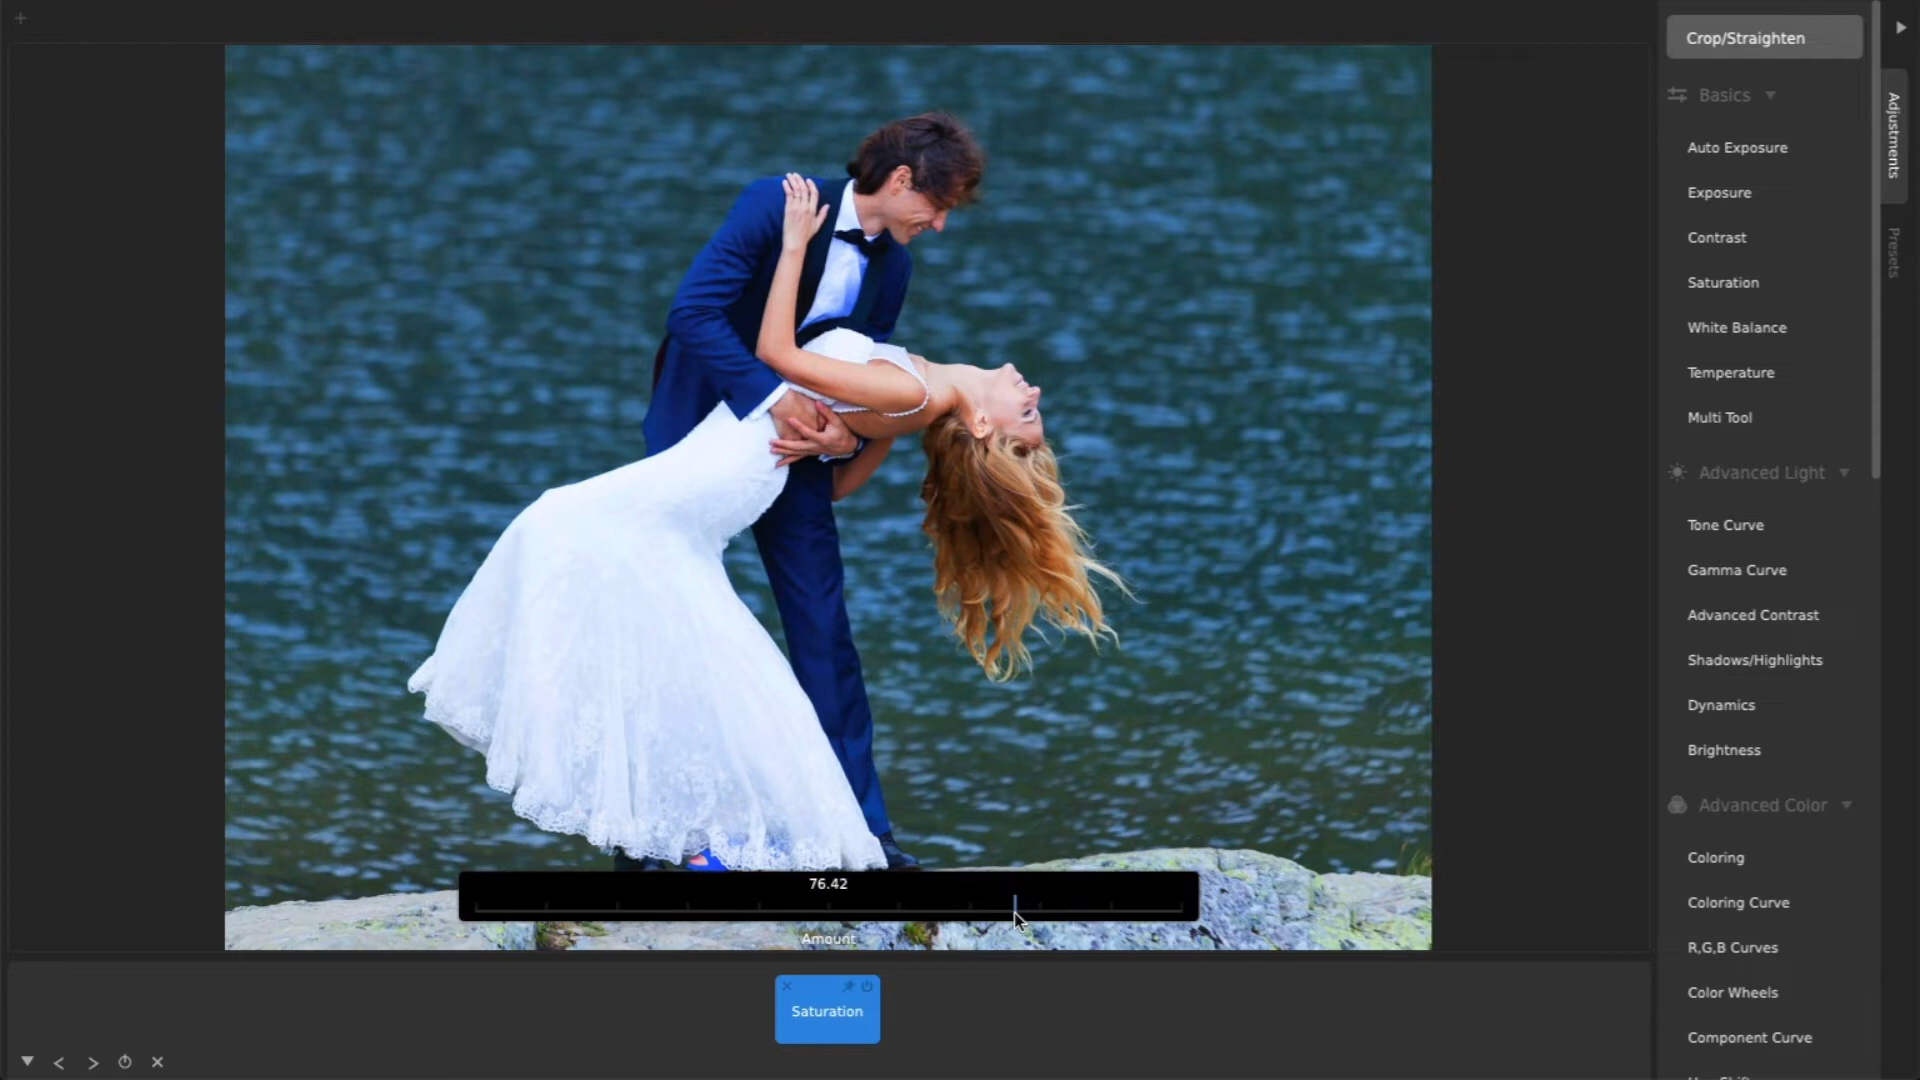 Crop/Straighten
Basics
Auto Exposure
Exposure
Contrast
Saturation
White Balance
Temperature
Multi Tool
Advanced Light
Tone Curve
Gamma Curve
Advanced Contrast
Shadows/Highlights
Dynamics
Brightness
Advanced Color
Coloring
Coloring Curve
R,G,B Curves
Color Wheels
Component Curve
Adjustments
Presets
76.42
Amount
Saturation